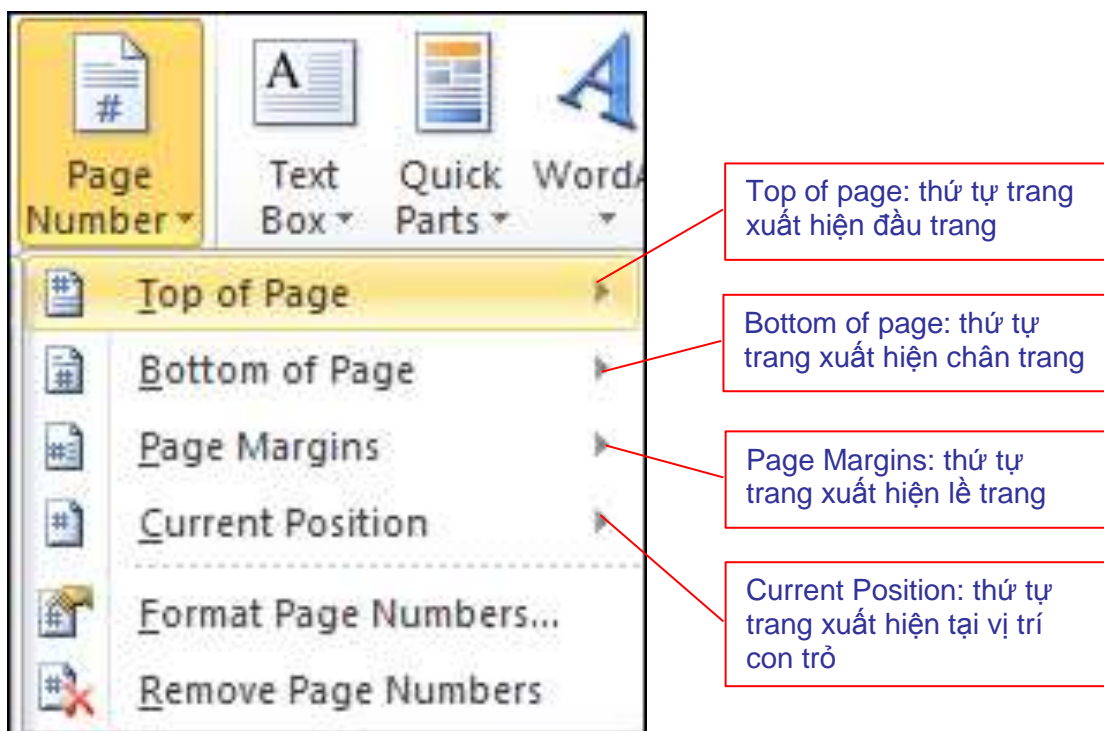 A
A
#
Page
Number
Text
Box
Quick
Parts
Word
Top of page: thứ tự trang
xuất hiện đầu trang
Top of Page
Bottom of page: thứ tự
trang xuất hiện chân trang
Bottom of Page
Page Margins
Page Margins: thứ tự
trang xuất hiện lề trang
Current Position
Current Position: thứ tự
trang xuất hiện tại vị trí
con trỏ
Format Page Numbers...
Remove Page Numbers